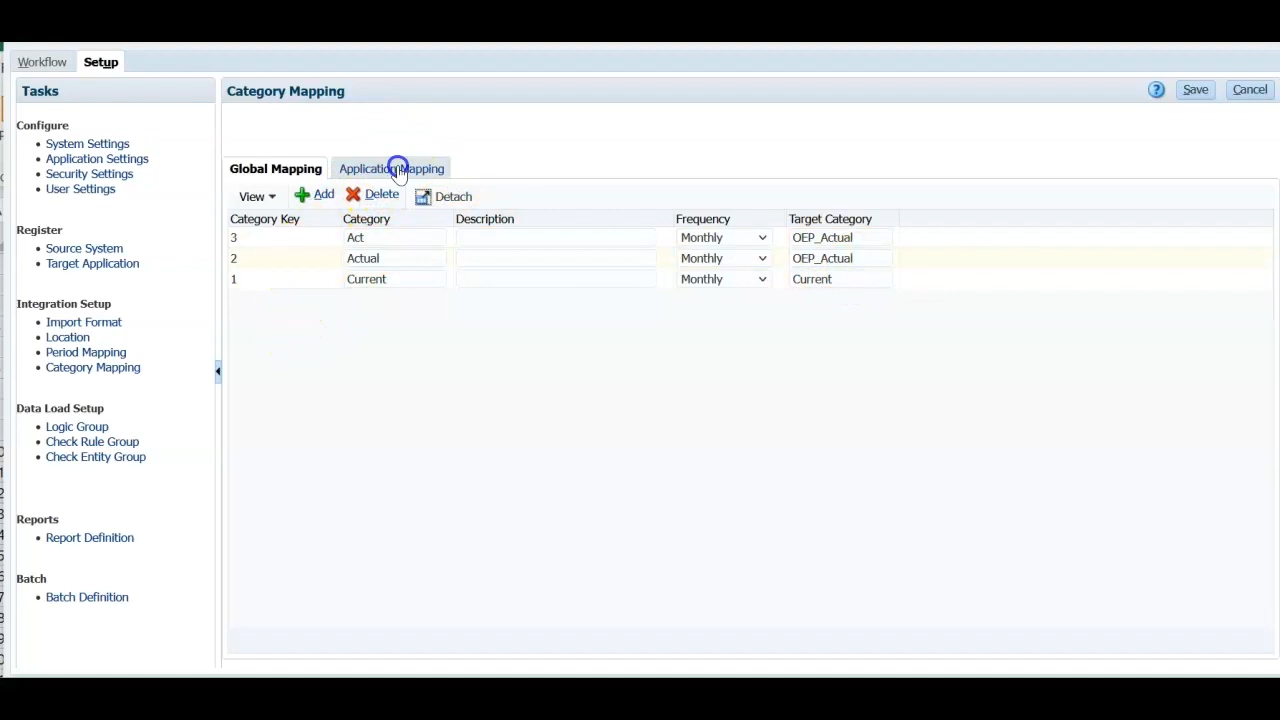 Workflow Setup
Tasks
Category Mapping
Save Cancel
Configure
System Settings
Application Settings
Security Settings
User Settings
Register
Source System
Target Application
Integration Setup
Import Format
Location
Period Mapping
Category Mapping
Data Load Setup
Logic Group
Check Rule Group
Check Entity Group
Reports
Report Definition
Batch
Batch Definition
Global Mapping Application Mapping
View Add Delete Detach
Category Key Category Description Frequency Target Category
3 Act Monthly OEP_Actual
2 Actual Monthly OEP_Actual
1 Current Monthly Current